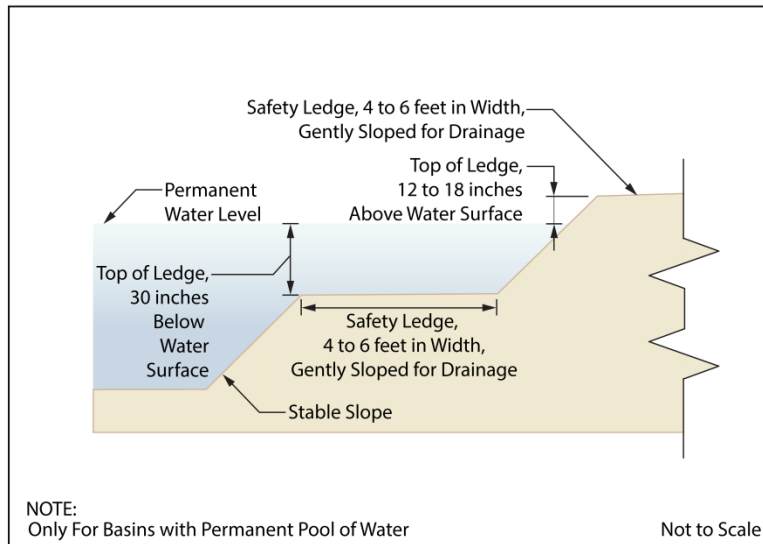 Safety Ledge, 4 to 6 feet in Width,
Gently Sloped for Drainage
Top of Ledge,
12 to 18 inches
Above Water Surface
Permanent
Water Level
Top of Ledge,
30 inches
Below
Water
Surface
Safety Ledge,
4 to 6 feet in Width,
Gently Sloped for Drainage
Stable Slope
NOTE:
Only For Basins with Permanent Pool of Water
Not to Scale